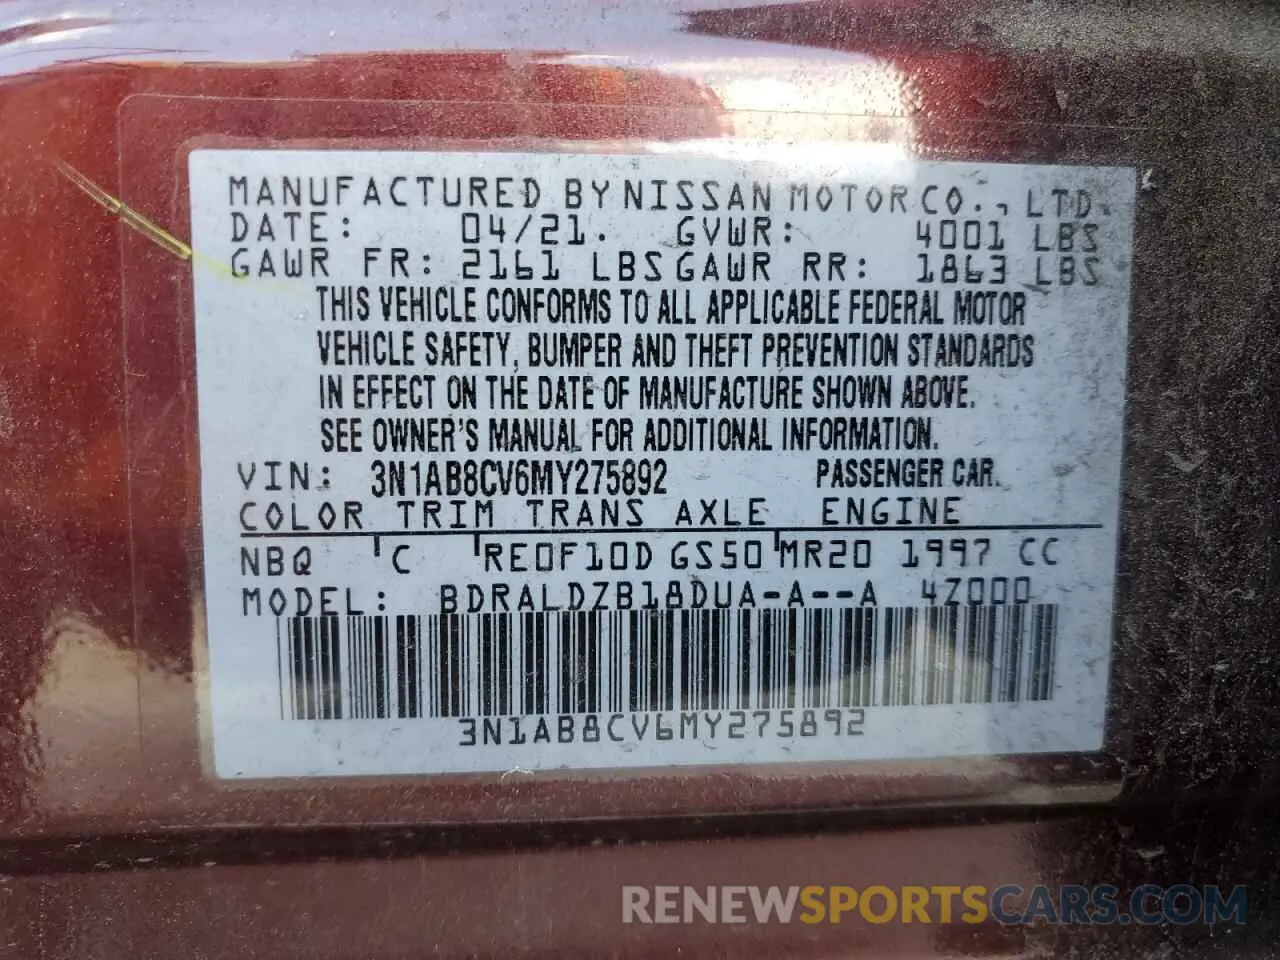 MANUFACTURED BY NISSAN MOTOR CO., LTD.
DATE: 04/21. GVWR: 4001 LBS
GAWR FR: 2161 LBS GAWR RR: 1863 LBS
THIS VEHICLE CONFORMS TO ALL APPLICABLE FEDERAL MOTOR
VEHICLE SAFETY, BUMPER AND THEFT PREVENTION STANDARDS
IN EFFECT ON THE DATE OF MANUFACTURE SHOWN ABOVE.
SEE OWNER'S MANUAL FOR ADDITIONAL INFORMATION.
VIN: 3N1AB8CV6MY275892 PASSENGER CAR.
COLOR TRIM TRANS AXLE ENGINE
NBQ C RE0F10D GS50 MR20 1997 CC
MODEL: BDRALDZB18DUA-A--A 4Z000
3N1AB8CV6MY275892
RENEWSPORTSCARS.COM